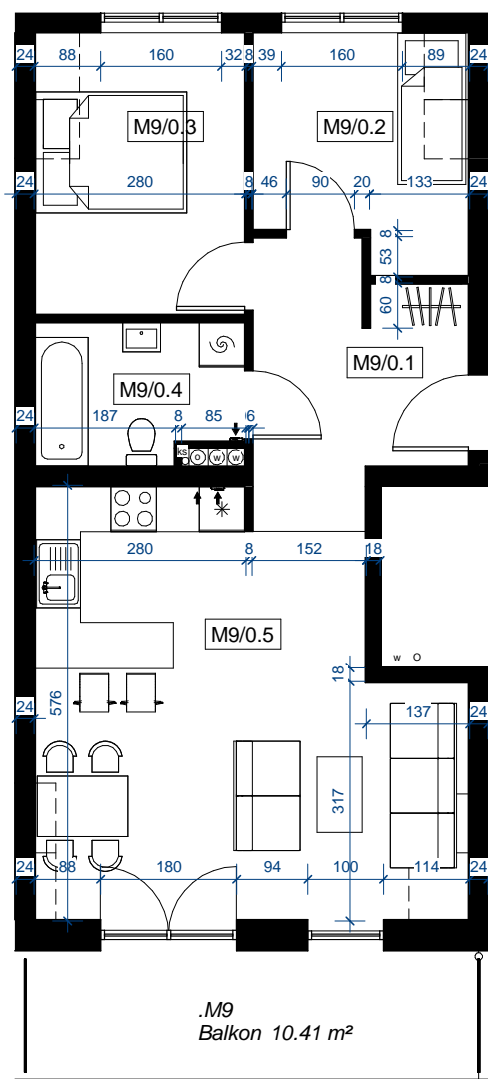 24 88 160 32 8 39 160 89 24
M9/0.3 M9/0.2
24 280 8 46 90 20 133 24
8
53
8
60
M9/0.1
M9/0.4
24 187 8 85 6
ks o w w
280 8 152 18
M9/0.5
w O
18
576
24 137 24
317
24 88 180 94 100 114 24
.M9
Balkon 10.41 m²